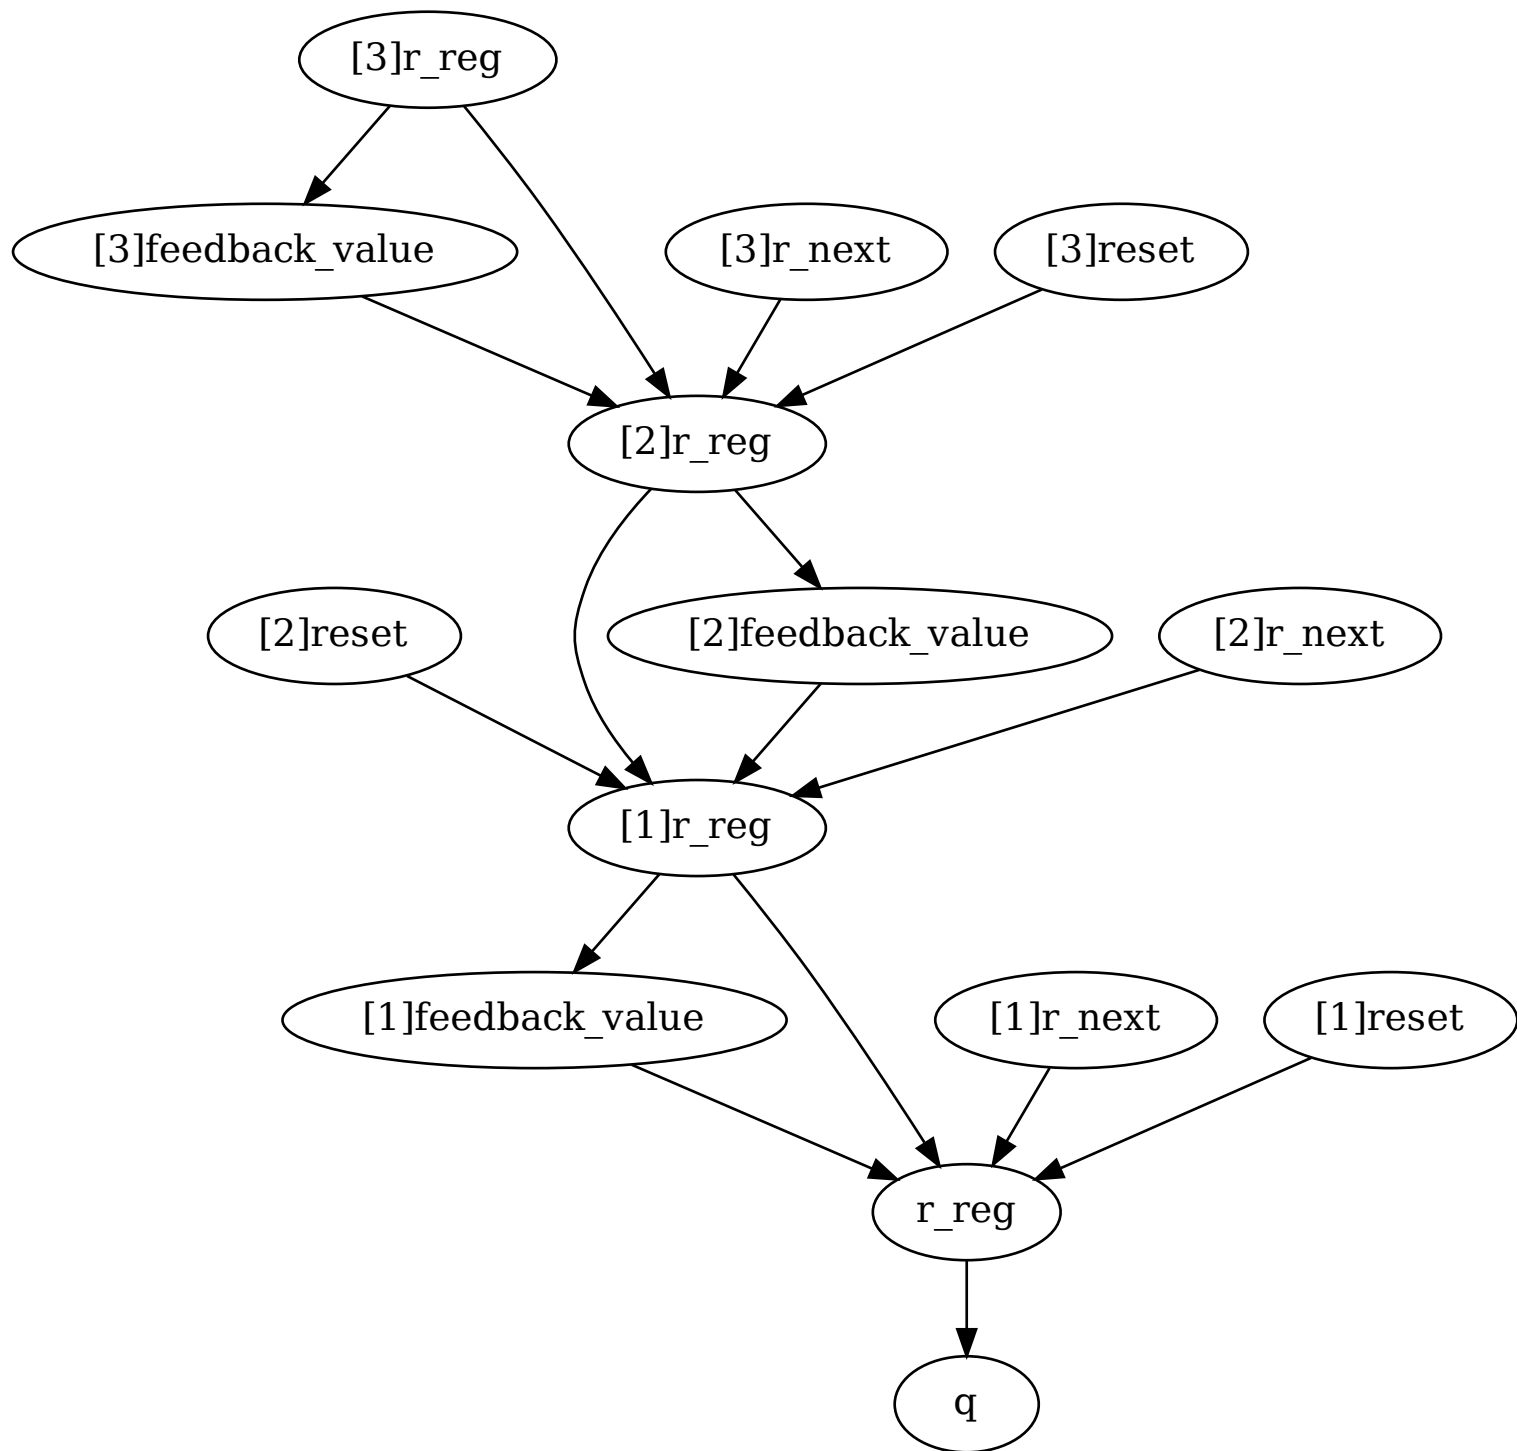 [3]r_reg
[3]feedback_value
[3]r_next
[3]reset
[2]r_reg
[2]reset
[2]feedback_value
[2]r_next
[1]r_reg
[1]feedback_value
[1]r_next
[1]reset
r_reg
q